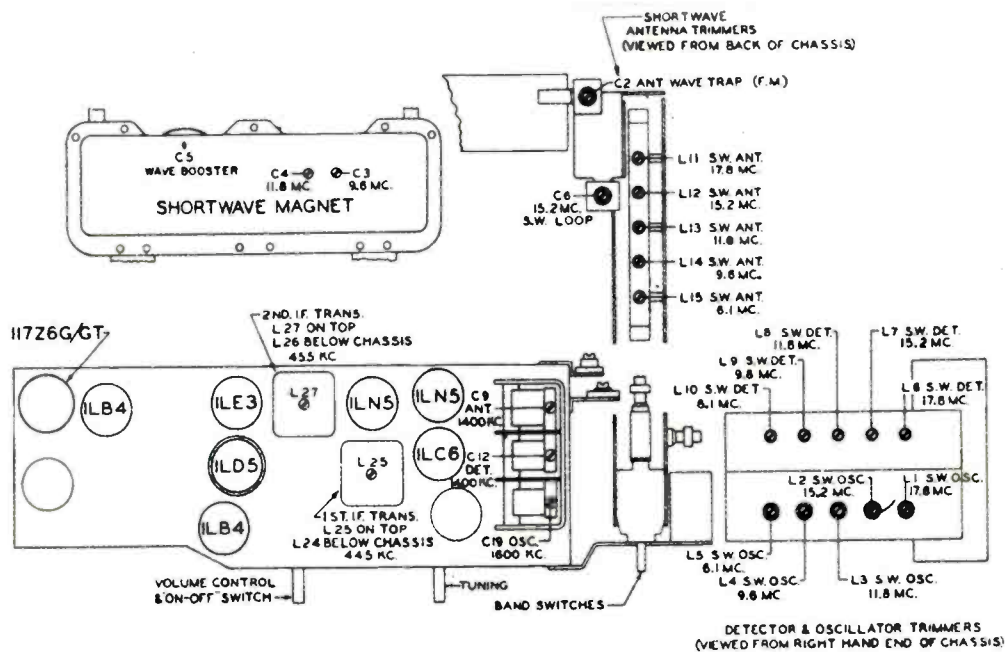 SHORTWAVE
ANTENNA TRIMMERS
(VIEWED FROM BACK OF CHASSIS)
C2 ANT WAVE TRAP (F.M.)
C5
WAVE BOOSTER
C4
11.8 MC.
C3
9.6 MC.
SHORTWAVE MAGNET
C6
15.2 MC.
S.W. LOOP
L11 S.W. ANT.
17.8 MC.
L12 S.W. ANT
15.2 MC.
L13 S.W. ANT.
11.8 MC.
L14 S.W. ANT.
9.6 MC.
L15 S.W. ANT.
6.1 MC.
117Z6G/GT
2ND. I.F. TRANS.
L27 ON TOP
L26 BELOW CHASSIS
455 KC
1LB4
1LE3
L27
1LN5
1LN5
1LD5
L25
1LC6
1LB4
C9
ANT
1400 KC.
C12
DET.
1400 KC.
C19 OSC.
1600 KC.
1ST. I.F. TRANS.
L25 ON TOP
L24 BELOW CHASSIS
445 KC.
VOLUME CONTROL
& "ON-OFF" SWITCH
TUNING
BAND SWITCHES
L8 S.W. DET.
11.8 MC.
L7 S.W. DET.
15.2 MC.
L9 S.W. DET.
9.6 MC.
L10 S.W. DET
6.1 MC.
L6 S.W. DET.
17.8 MC.
L2 S.W. OSC.
15.2 MC.
L1 S.W. OSC.
17.8 MC
L5 S.W. OSC.
6.1 MC.
L4 S.W. OSC.
9.6 MC
L3 S.W. OSC.
11.8 MC
DETECTOR & OSCILLATOR TRIMMERS
(VIEWED FROM RIGHT HAND END OF CHASSIS)